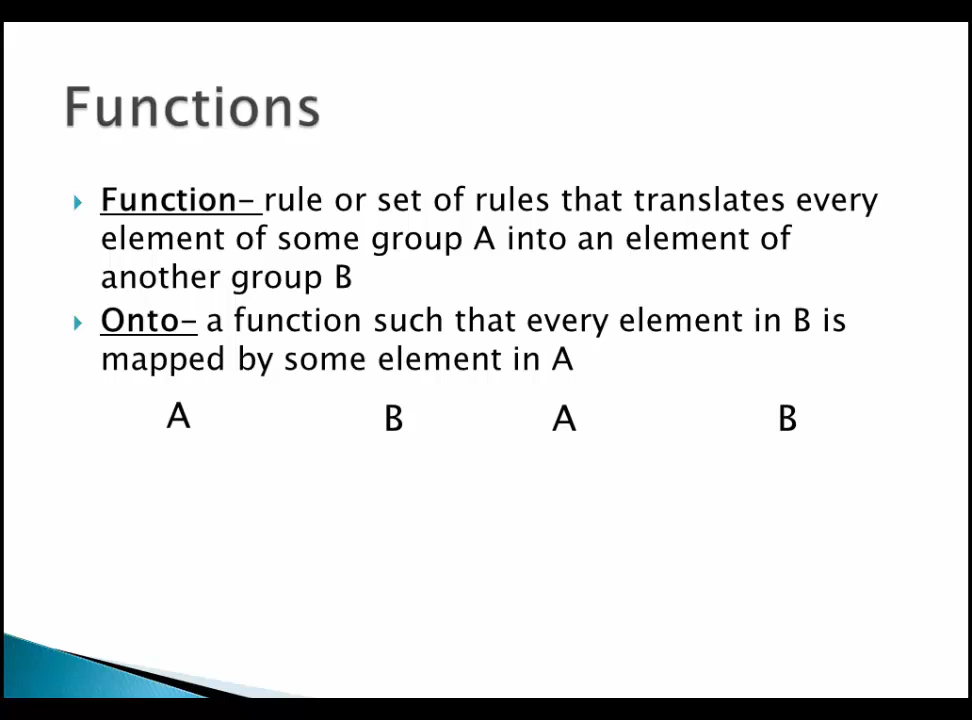 Functions
Function- rule or set of rules that translates every
element of some group A into an element of
another group B
Onto- a function such that every element in B is
mapped by some element in A
A B A B